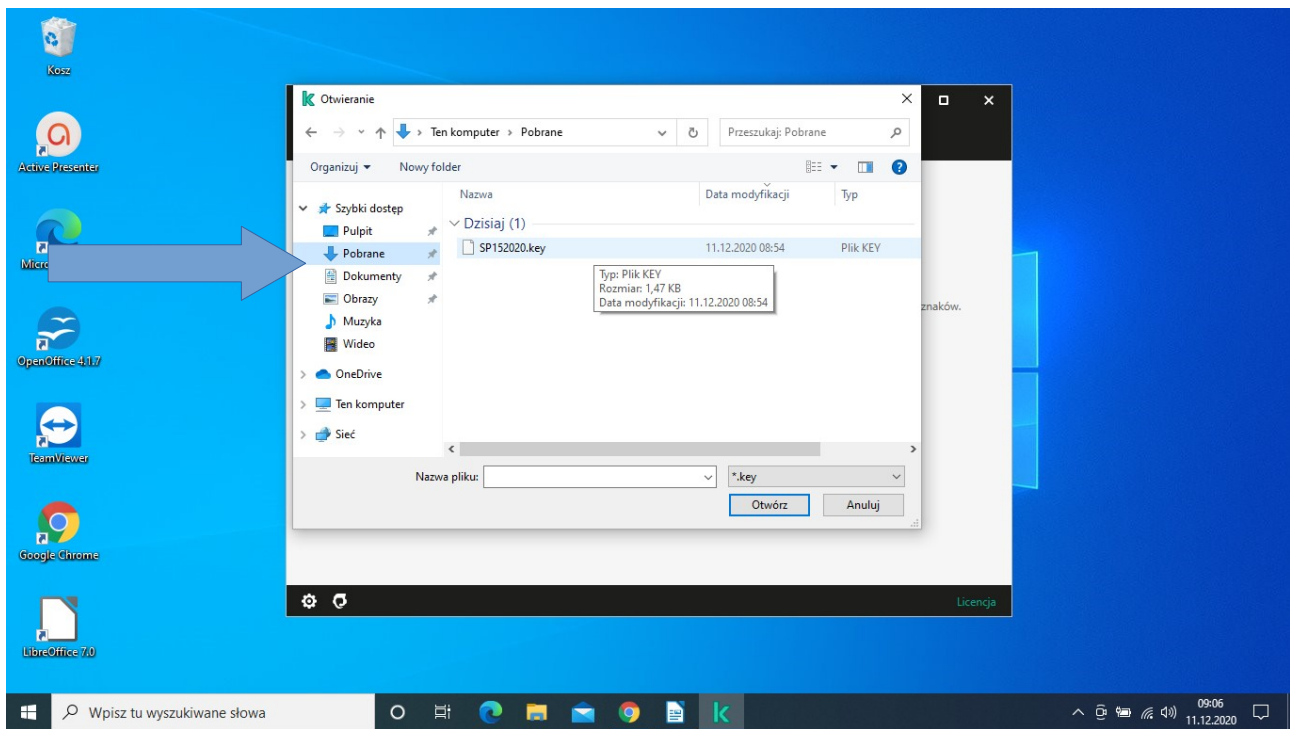 Kosz
Active Presenter
OpenOffice 4.1.7
TeamViewer
Google Chrome
LibreOffice 7.0
Otwieranie
Ten komputer › Pobrane
Przeszukaj: Pobrane
Organizuj
Nowy folder
Szybki dostęp
Pulpit
Pobrane
Dokumenty
Obrazy
Muzyka
Wideo
OneDrive
Ten komputer
Sieć
Nazwa Data modyfikacji Typ
Dzisiaj (1)
SP152020.key 11.12.2020 08:54 Plik KEY
Typ: Plik KEY
Rozmiar: 1,47 KB
Data modyfikacji: 11.12.2020 08:54
znaków.
Nazwa pliku:
*.key
Otwórz
Anuluj
Licencja
Wpisz tu wyszukiwane słowa
09:06
11.12.2020